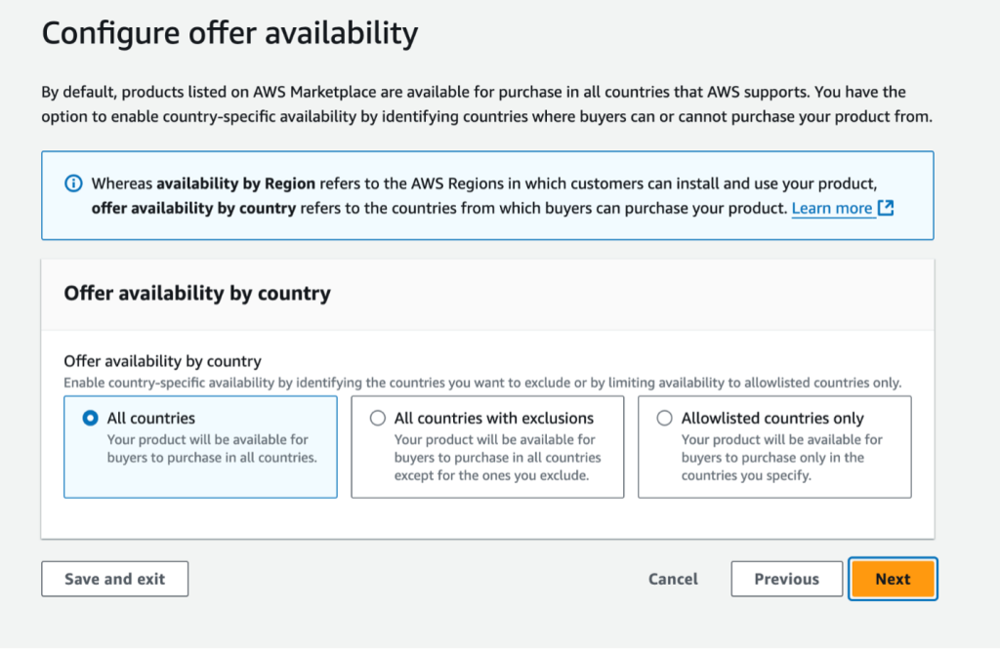 Configure offer availability
By default, products listed on AWS Marketplace are available for purchase in all countries that AWS supports. You have the
option to enable country-specific availability by identifying countries where buyers can or cannot purchase your product from.
Whereas availability by Region refers to the AWS Regions in which customers can install and use your product,
offer availability by country refers to the countries from which buyers can purchase your product. Learn more
Offer availability by country
Offer availability by country
Enable country-specific availability by identifying the countries you want to exclude or by limiting availability to allowlisted countries only.
All countries
Your product will be available for
buyers to purchase in all countries.
All countries with exclusions
Your product will be available for
buyers to purchase in all countries
except for the ones you exclude.
Allowlisted countries only
Your product will be available for
buyers to purchase only in the
countries you specify.
Save and exit
Cancel
Previous
Next